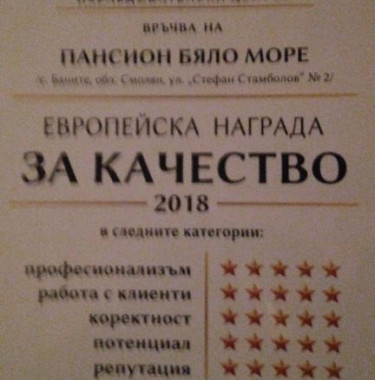 ВРЪЧВА НА
ПАНСИОН БЯЛО МОРЕ
/с. Баните, обл. Смолян, ул. „Стефан Стамболов" № 2/
ЕВРОПЕЙСКА НАГРАДА
ЗА КАЧЕСТВО
2018
в следните категории:
професионализъм
работа с клиенти
коректност
потенциал
репутация